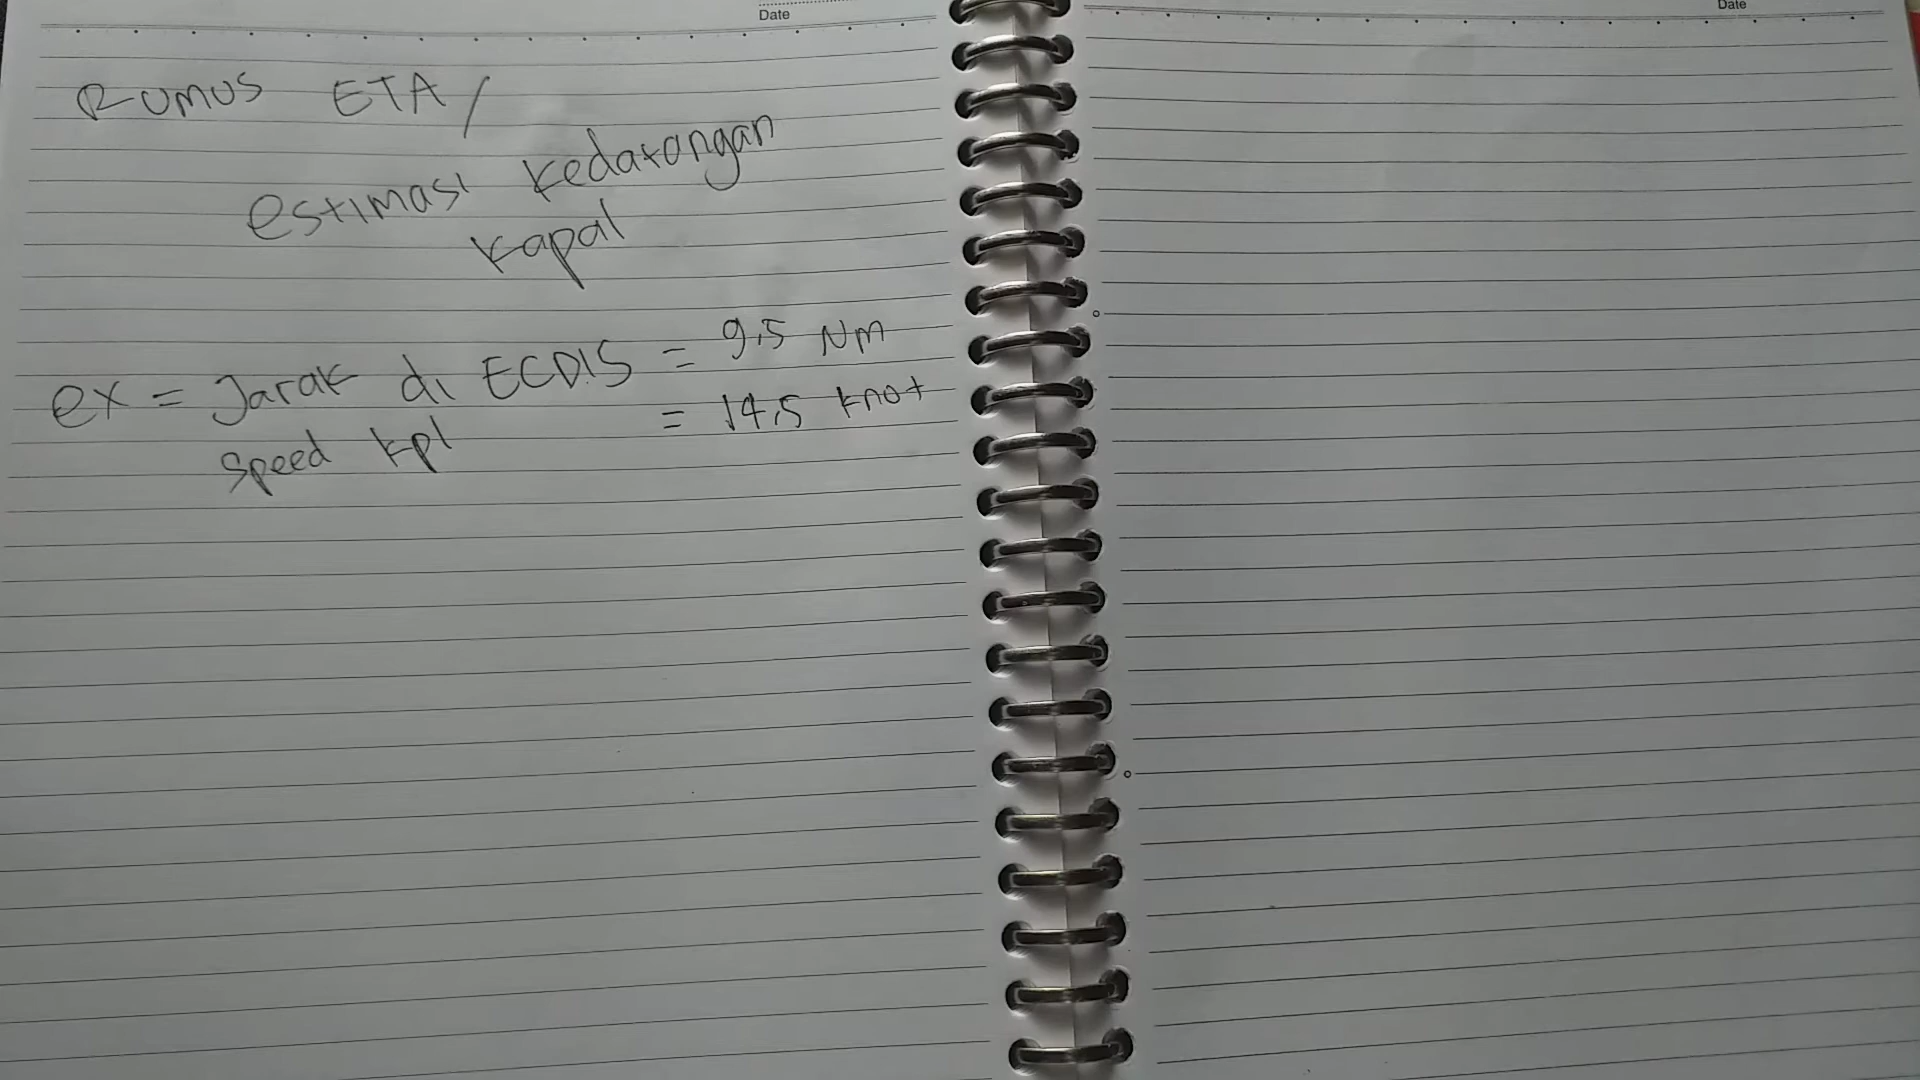 Date
Date
Rumus ETA/
estimasi kedatangan
kapal
ex = Jarak di ECDIS = 9,5 Nm
Speed kpl = 14,5 knot